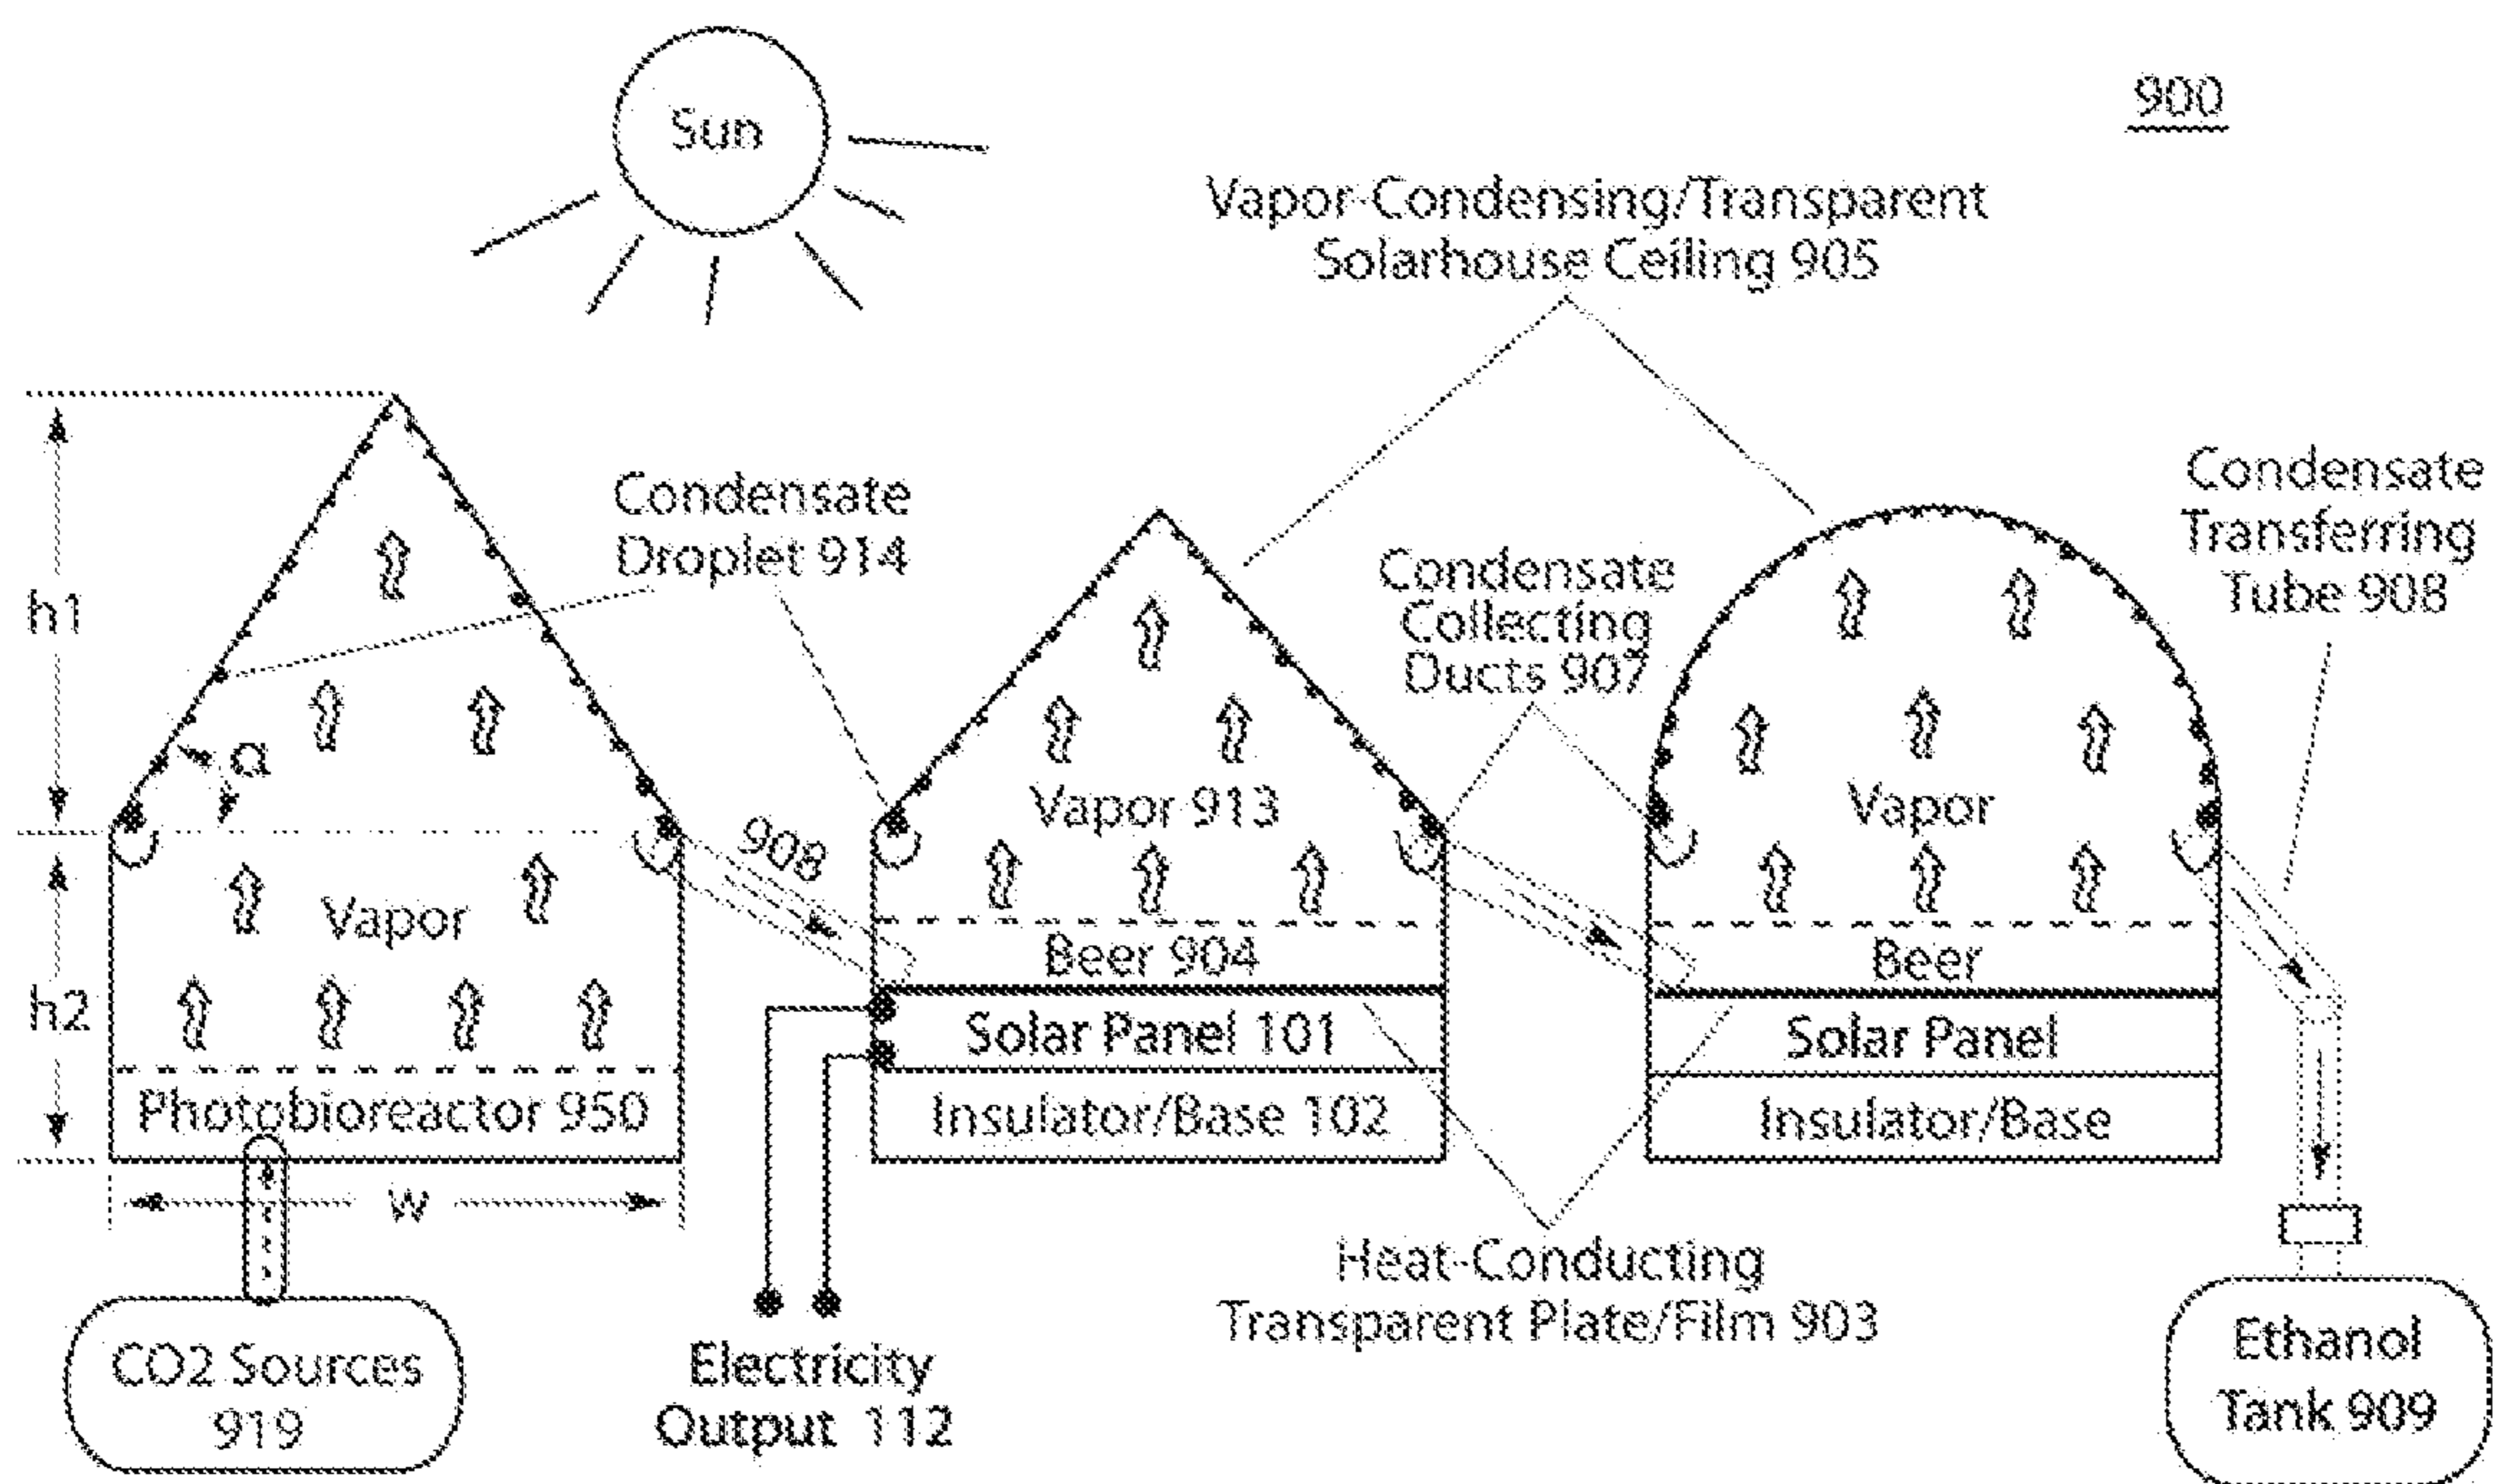 Sun
900
Vapor-Condensing/Transparent
Solarhouse Ceiling 905
Condensate
Droplet 914
Condensate
Collecting
Ducts 907
Condensate
Transferring
Tube 908
h1
α
h2
w
Vapor
Photobioreactor 950
908
Vapor 913
Beer 904
Solar Panel 101
Insulator/Base 102
Vapor
Beer
Solar Panel
Insulator/Base
CO2 Sources
919
Electricity
Output 112
Heat-Conducting
Transparent Plate/Film 903
Ethanol
Tank 909